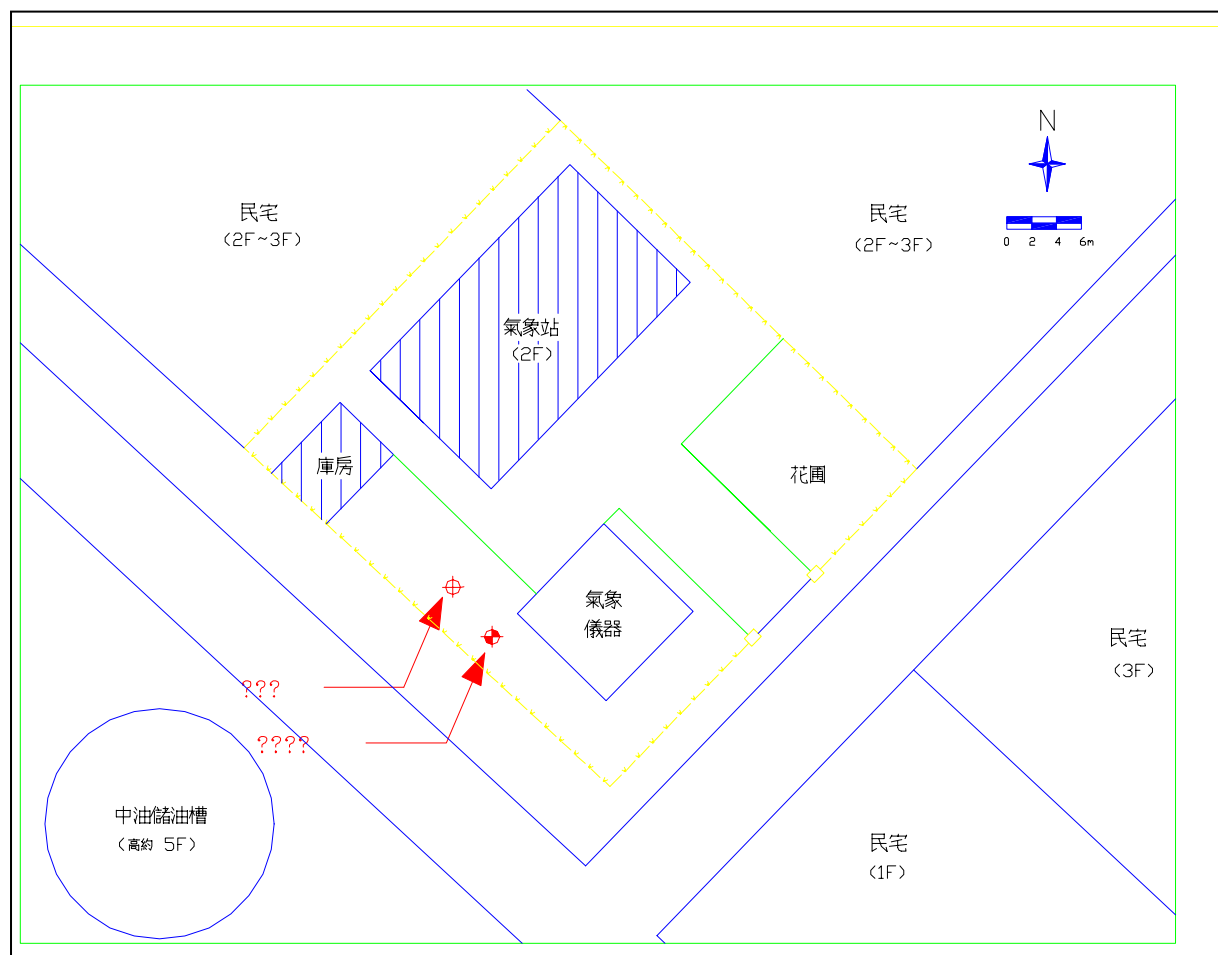 N
民宅
(2F~3F)
民宅
(2F~3F)
0 2 4 6m
氣象站
(2F)
庫房
花圃
氣象
儀器
民宅
(3F)
???
????
中油儲油槽
(高約 5F)
民宅
(1F)